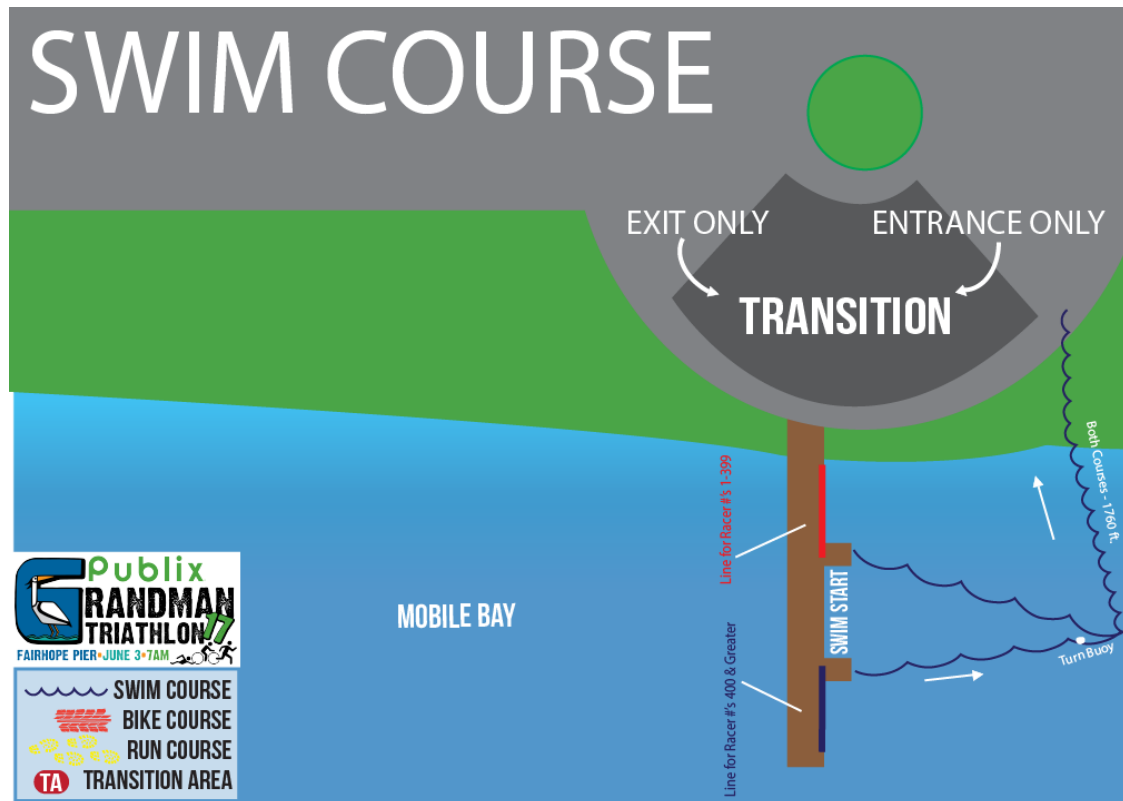 SWIM COURSE
EXIT ONLY
ENTRANCE ONLY
TRANSITION
Both Courses - 1760 ft.
Line for Racer #'s 1-399
SWIM START
MOBILE BAY
Turn Buoy
Line for Racer #'s 400 & Greater
Publix
GRANDMAN
TRIATHLON 17
FAIRHOPE PIER•JUNE 3•7AM
SWIM COURSE
BIKE COURSE
RUN COURSE
TA TRANSITION AREA